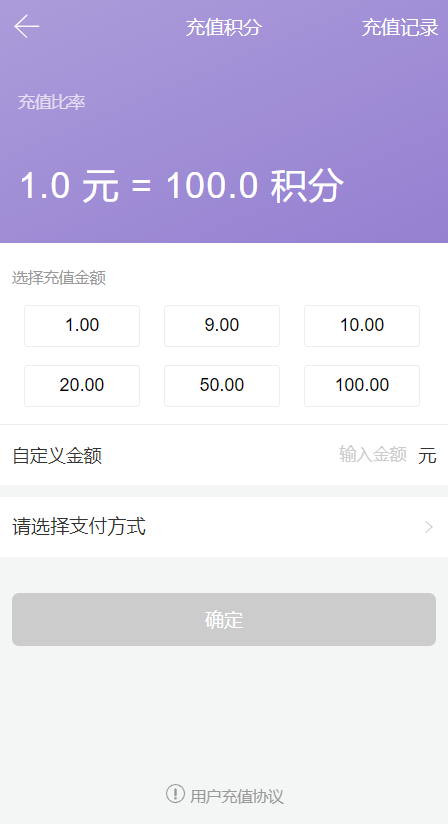 充值积分 充值记录
充值比率
1.0 元 = 100.0 积分
选择充值金额
1.00 9.00 10.00
20.00 50.00 100.00
自定义金额 输入金额 元
请选择支付方式
确定
用户充值协议